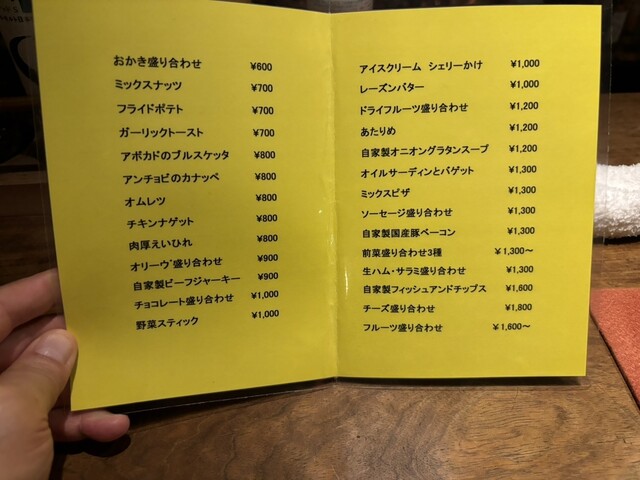 おかき盛り合わせ ¥600
ミックスナッツ ¥700
フライドポテト ¥700
ガーリックトースト ¥700
アボカドのブルスケッタ ¥800
アンチョビのカナッペ ¥800
オムレツ ¥800
チキンナゲット ¥800
肉厚えいひれ ¥800
オリーヴ盛り合わせ ¥900
自家製ビーフジャーキー ¥900
チョコレート盛り合わせ ¥1,000
野菜スティック ¥1,000
アイスクリーム シェリーかけ ¥1,000
レーズンバター ¥1,000
ドライフルーツ盛り合わせ ¥1,200
あたりめ ¥1,200
自家製オニオングラタンスープ ¥1,200
オイルサーディンとバゲット ¥1,300
ミックスピザ ¥1,300
ソーセージ盛り合わせ ¥1,300
自家製国産豚ベーコン ¥1,300
前菜盛り合わせ3種 ¥1,300～
生ハム・サラミ盛り合わせ ¥1,300
自家製フィッシュアンドチップス ¥1,600
チーズ盛り合わせ ¥1,800
フルーツ盛り合わせ ¥1,600～